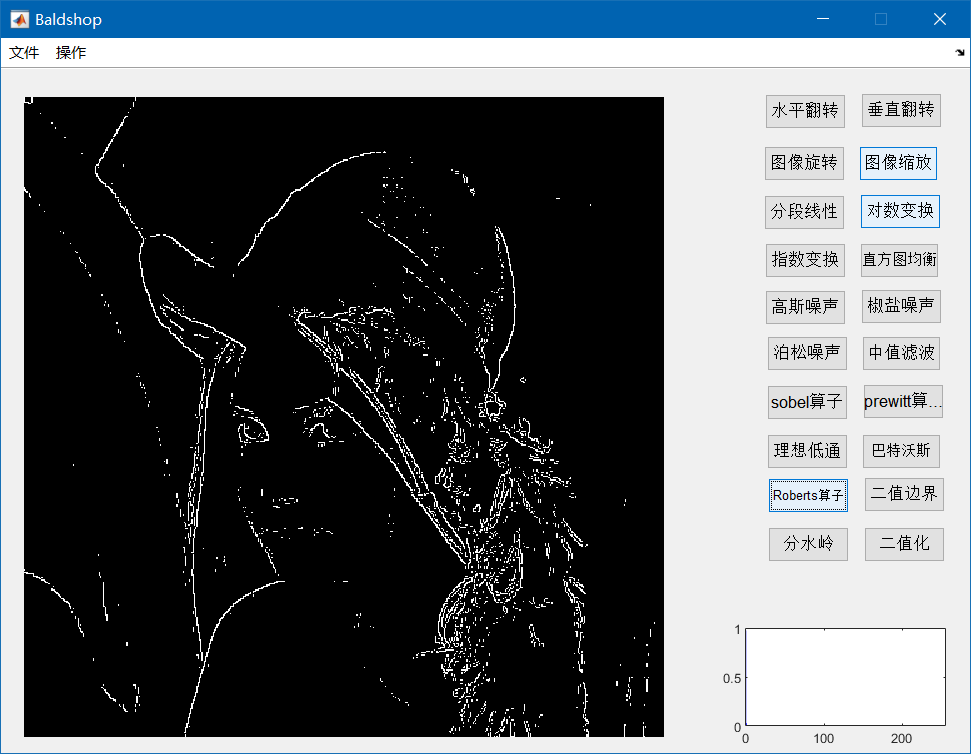 Baldshop
文件 操作
水平翻转 垂直翻转
图像旋转 图像缩放
分段线性 对数变换
指数变换 直方图均衡
高斯噪声 椒盐噪声
泊松噪声 中值滤波
sobel算子 prewitt算...
理想低通 巴特沃斯
Roberts算子 二值边界
分水岭 二值化
1
0.5
0
0 100 200